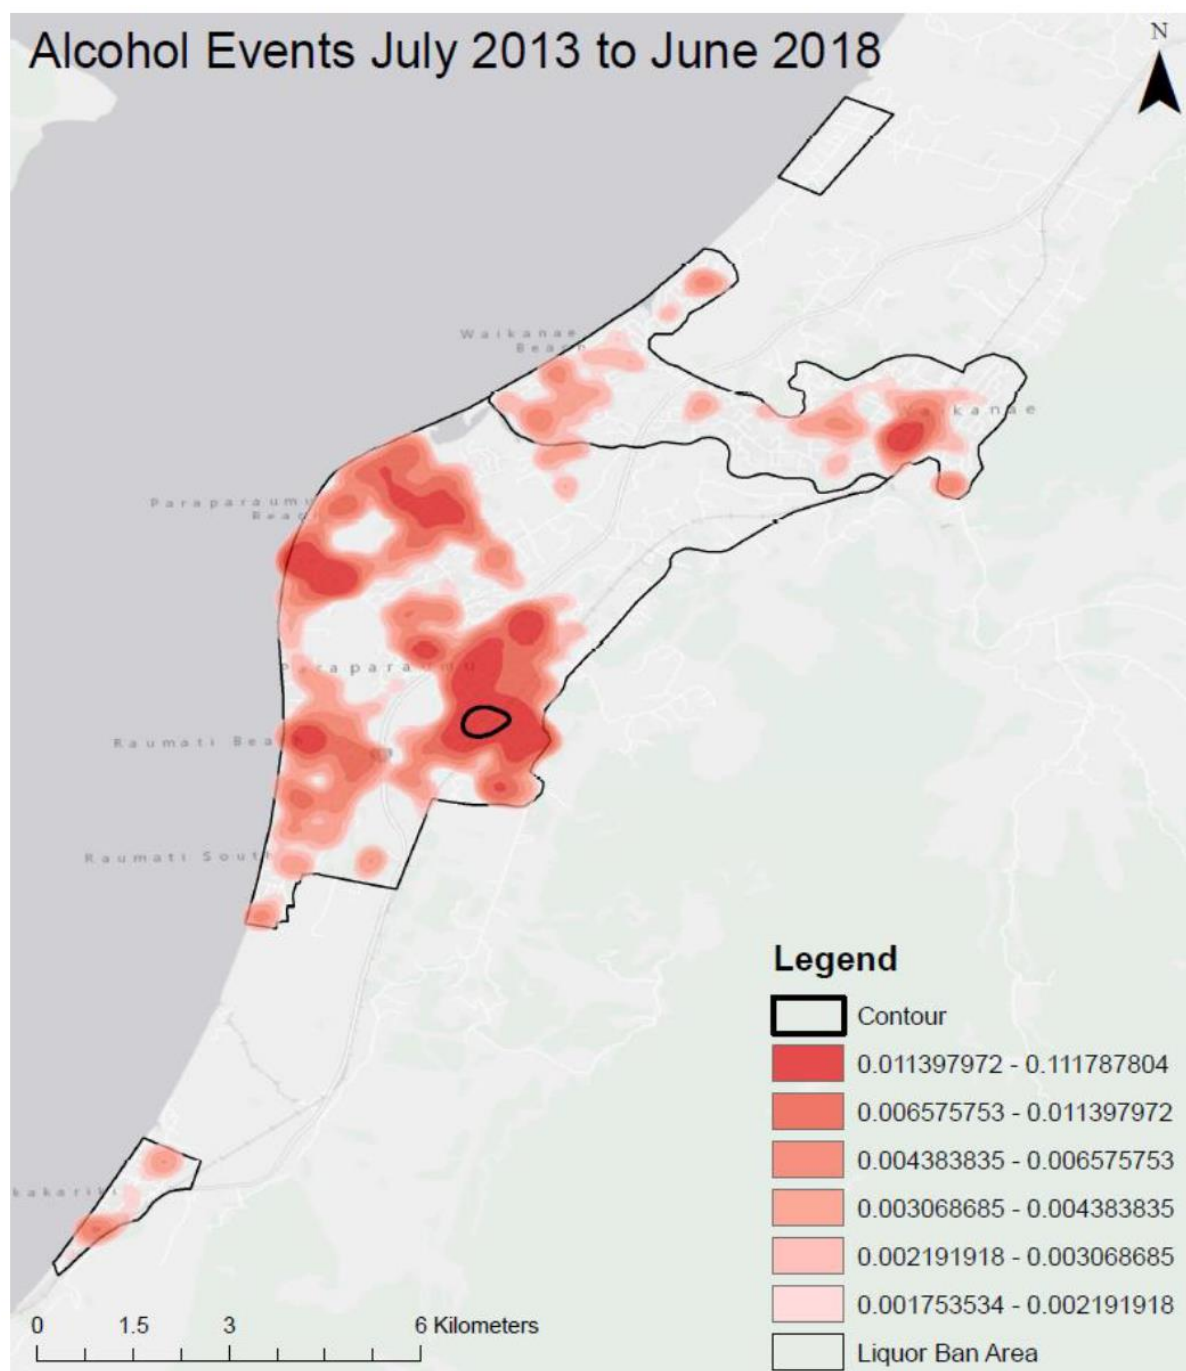 Alcohol Events July 2013 to June 2018
N
Waikanae
Beach
Waikanae
Paraparaumu
Beach
Paraparaumu
Raumati Beach
Raumati South
kakariki
Legend
Contour
0.011397972 - 0.111787804
0.006575753 - 0.011397972
0.004383835 - 0.006575753
0.003068685 - 0.004383835
0.002191918 - 0.003068685
0.001753534 - 0.002191918
Liquor Ban Area
0 1.5 3 6 Kilometers